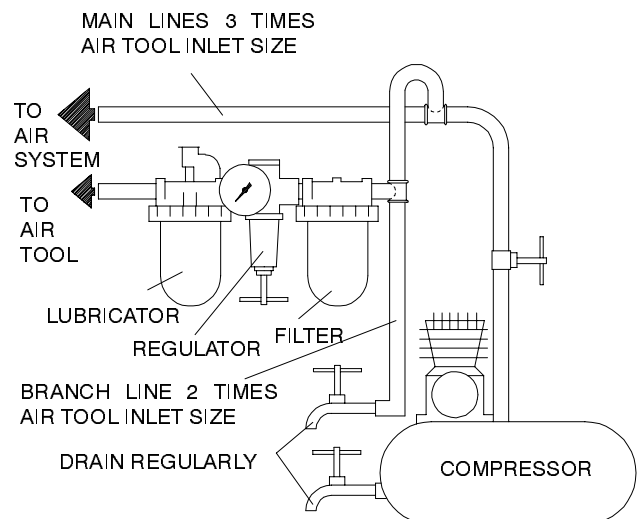 MAIN LINES 3 TIMES
AIR TOOL INLET SIZE
TO
AIR
SYSTEM
TO
AIR
TOOL
LUBRICATOR
REGULATOR
FILTER
BRANCH LINE 2 TIMES
AIR TOOL INLET SIZE
DRAIN REGULARLY
COMPRESSOR